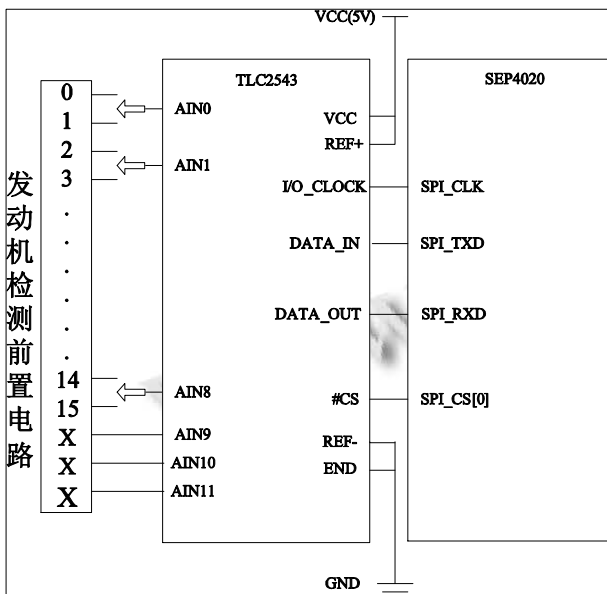 VCC(5V)
TLC2543
SEP4020
发动机检测前置电路
0
1
2
3
.
.
.
.
.
.
14
15
X
X
X
AIN0
AIN1
AIN8
AIN9
AIN10
AIN11
VCC
REF+
I/O_CLOCK
DATA_IN
DATA_OUT
#CS
REF-
END
SPI_CLK
SPI_TXD
SPI_RXD
SPI_CS[0]
GND